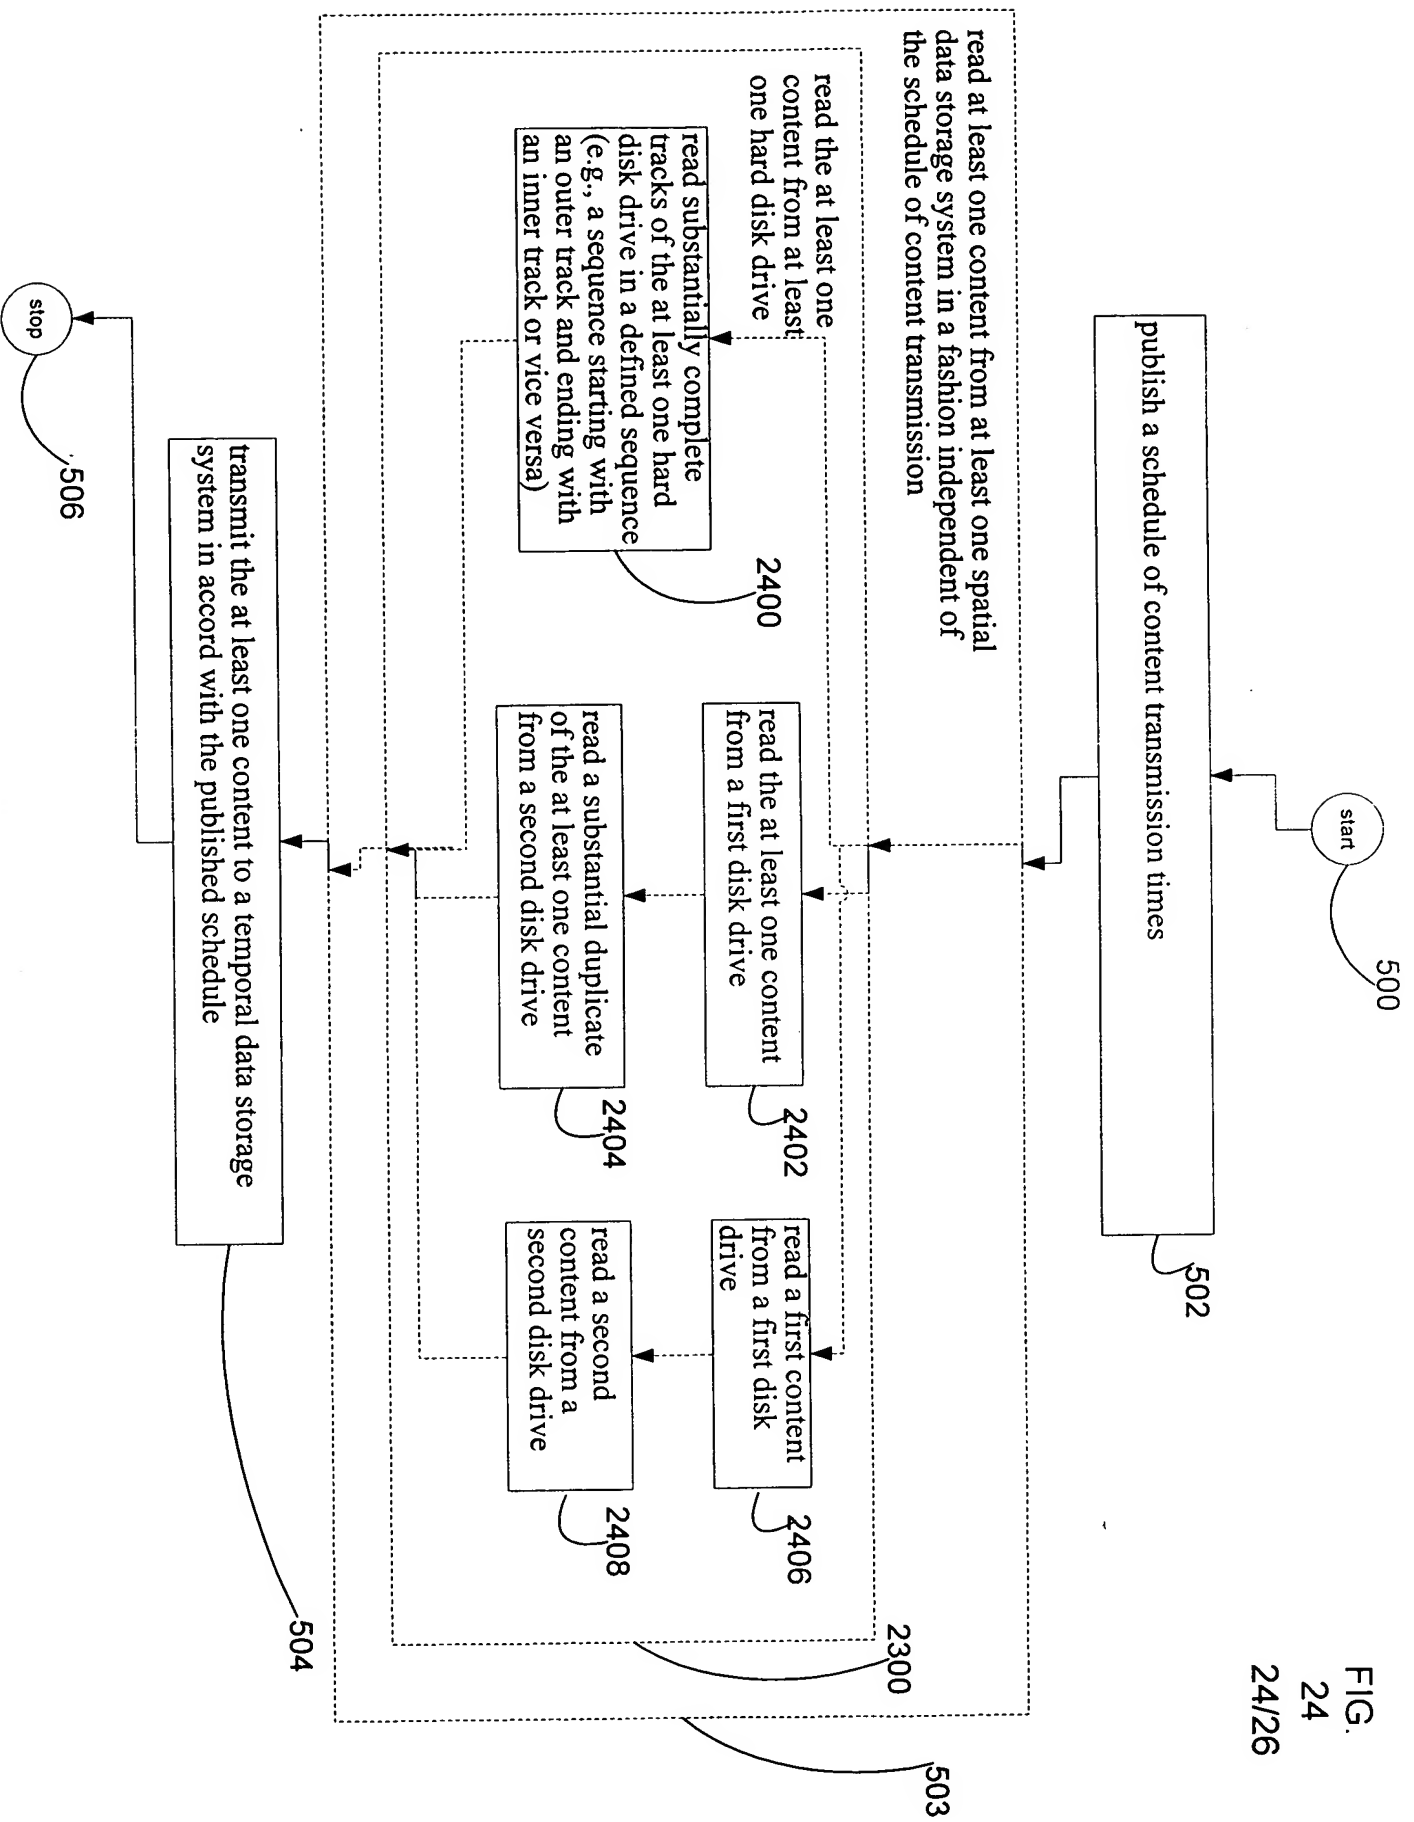 FIG.
24
24/26
start
500
publish a schedule of content transmission times
502
read at least one content from at least one spatial
data storage system in a fashion independent of
the schedule of content transmission
503
read the at least one
content from at least
one hard disk drive
2300
read substantially complete
tracks of the at least one hard
disk drive in a defined sequence
(e.g., a sequence starting with
an outer track and ending with
an inner track or vice versa)
2400
read the at least one content
from a first disk drive
2402
read a substantial duplicate
of the at least one content
from a second disk drive
2404
read a first content
from a first disk
drive
2406
read a second
content from a
second disk drive
2408
transmit the at least one content to a temporal data storage
system in accord with the published schedule
504
stop
506